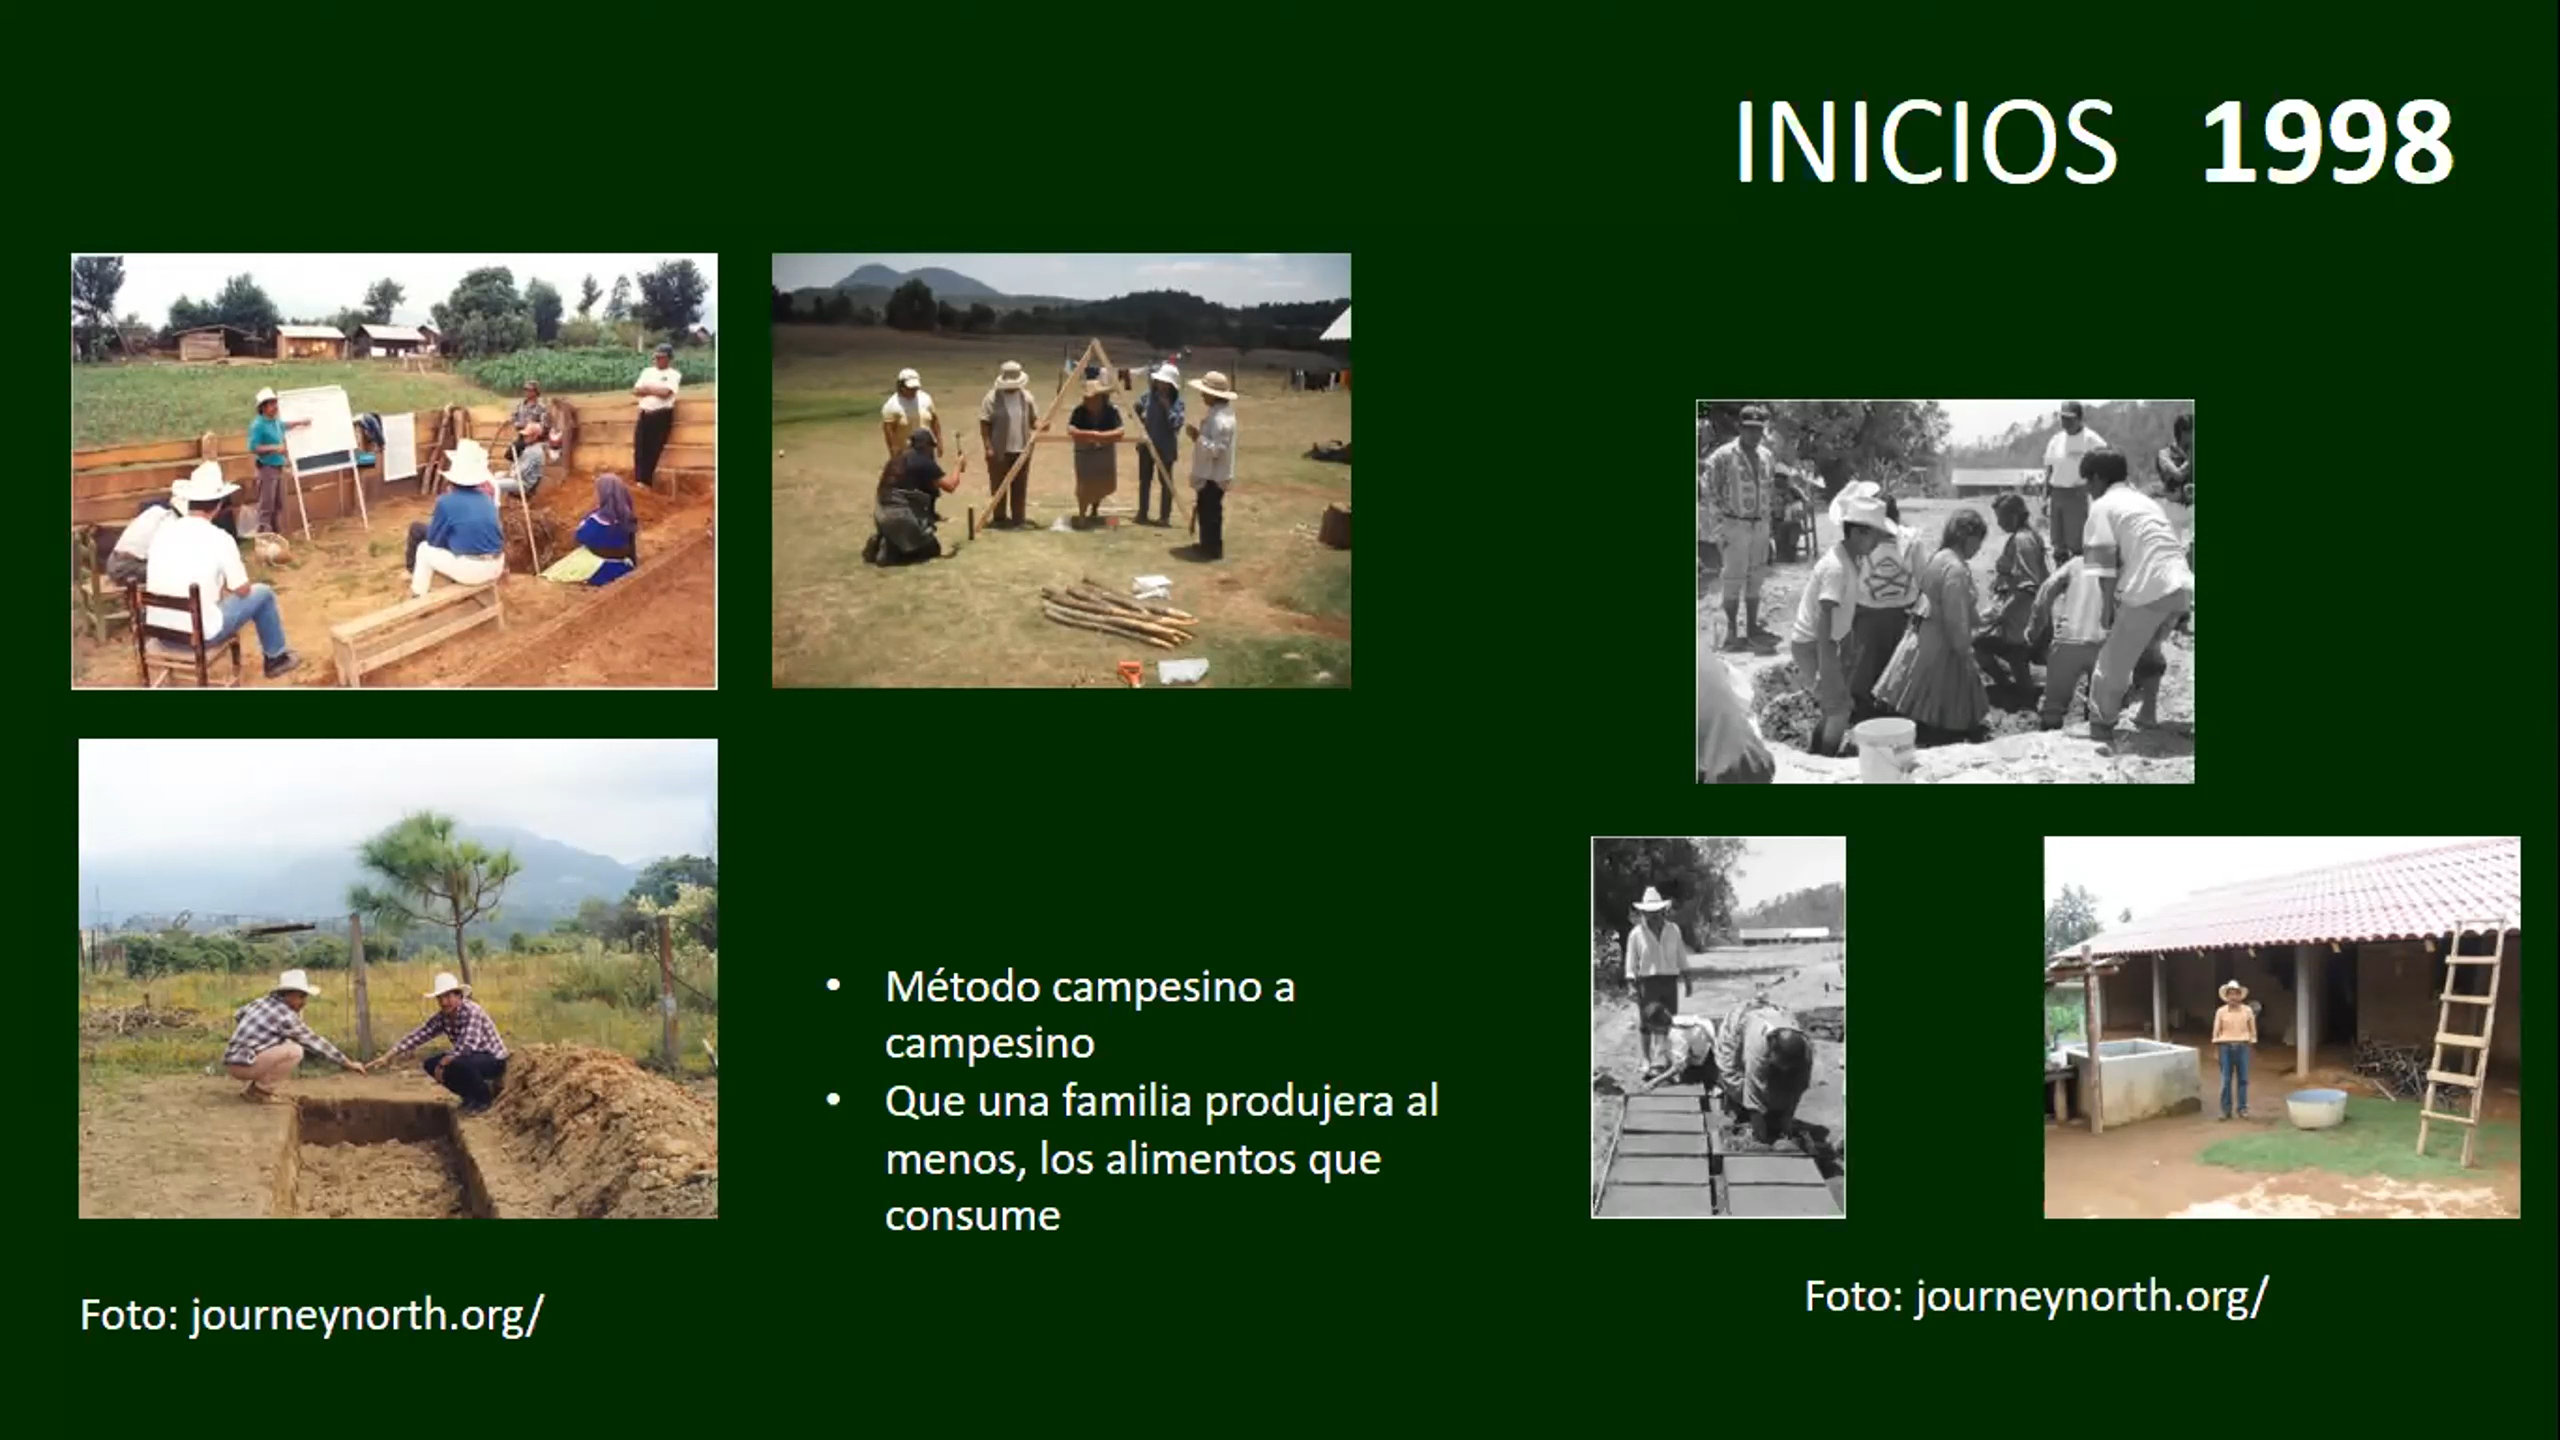 INICIOS 1998
• Método campesino a
campesino
• Que una familia produjera al
menos, los alimentos que
consume
Foto: journeynorth.org/
Foto: journeynorth.org/